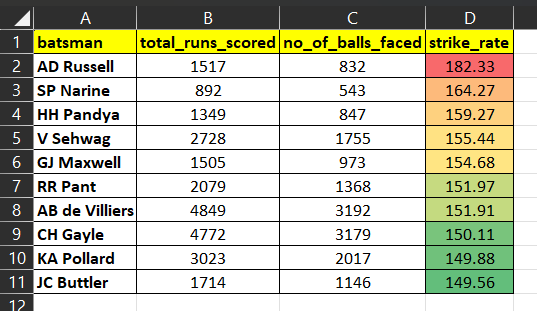 A B C D
1 batsman total_runs_scored no_of_balls_faced strike_rate
2 AD Russell 1517 832 182.33
3 SP Narine 892 543 164.27
4 HH Pandya 1349 847 159.27
5 V Sehwag 2728 1755 155.44
6 GJ Maxwell 1505 973 154.68
7 RR Pant 2079 1368 151.97
8 AB de Villiers 4849 3192 151.91
9 CH Gayle 4772 3179 150.11
10 KA Pollard 3023 2017 149.88
11 JC Buttler 1714 1146 149.56
12